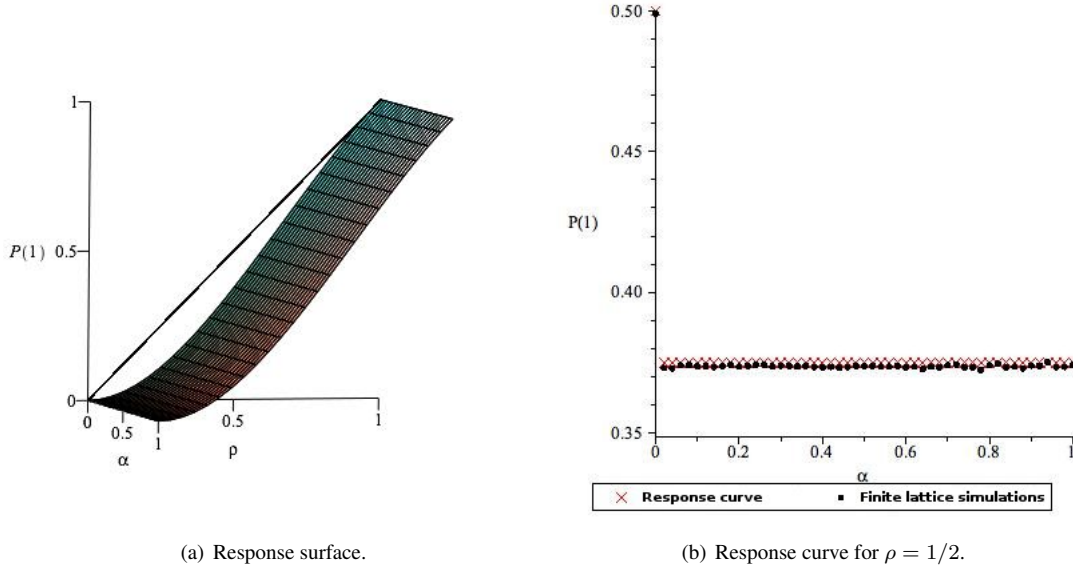 1
P(1)
0.5
0
0
0.5
1
α
0.5
ρ
1
0.50
0.45
P(1)
0.40
0.35
0
0.2
0.4
0.6
0.8
1
α
Response curve
Finite lattice simulations
(a) Response surface.
(b) Response curve for ρ = 1/2.